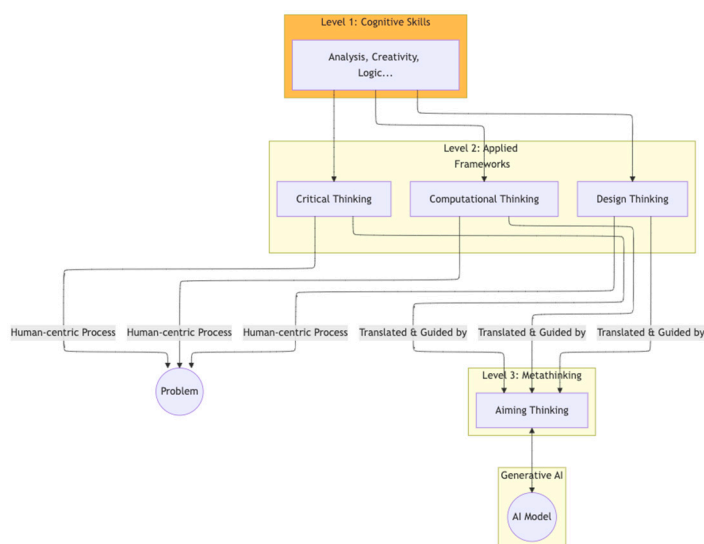 Level 1: Cognitive Skills
Analysis, Creativity,
Logic...
Level 2: Applied
Frameworks
Critical Thinking
Computational Thinking
Design Thinking
Human-centric Process
Human-centric Process
Human-centric Process
Translated & Guided by
Translated & Guided by
Translated & Guided by
Level 3: Metathinking
Problem
Aiming Thinking
Generative AI
AI Model